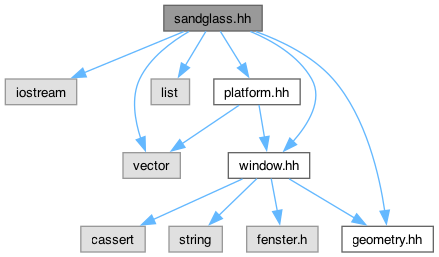 sandglass.hh
iostream
list
platform.hh
vector
window.hh
cassert
string
fenster.h
geometry.hh